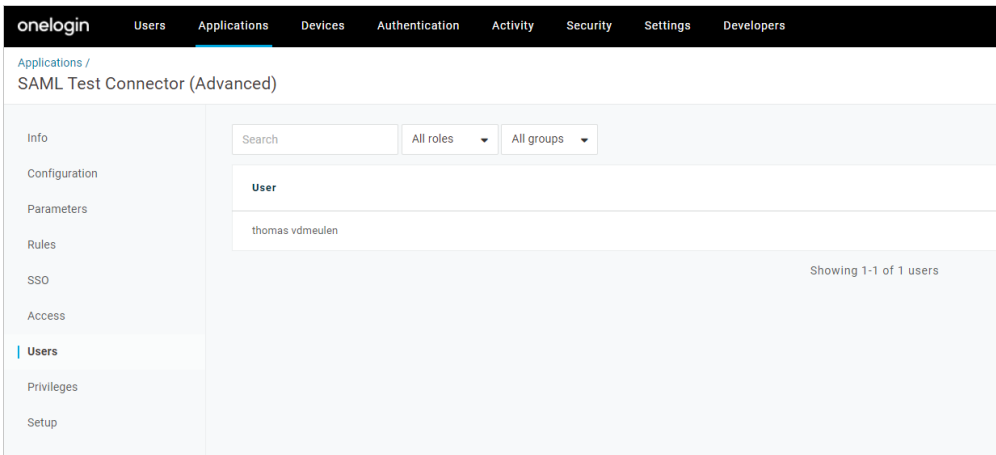 onelogin Users Applications Devices Authentication Activity Security Settings Developers
Applications /
SAML Test Connector (Advanced)
Info
Configuration
Parameters
Rules
SSO
Access
Users
Privileges
Setup
Search All roles All groups
User
thomas vdmeulen
Showing 1-1 of 1 users